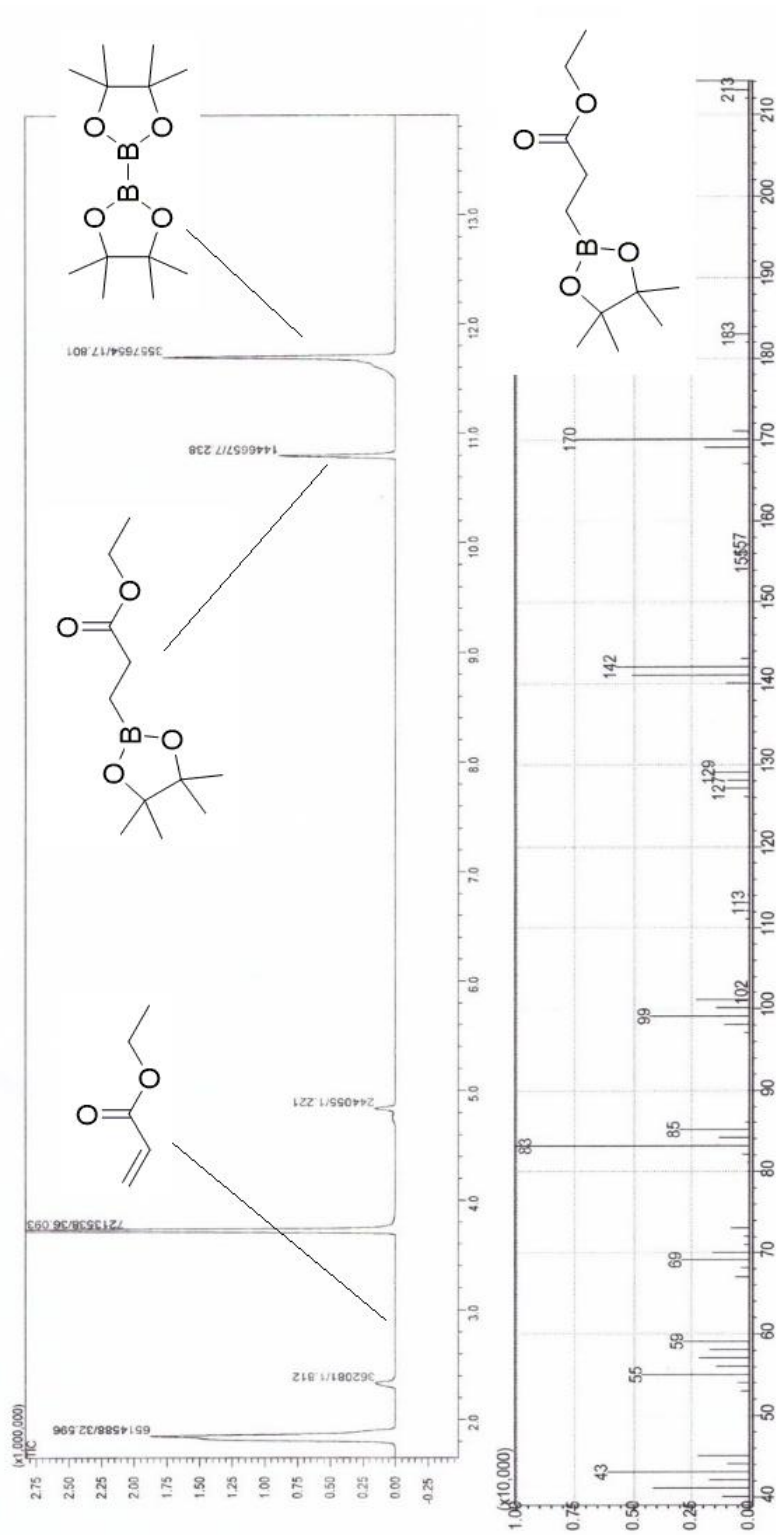 (x1,000,000)
TIC
2.75
2.50
2.25
2.00
1.75
1.50
1.25
1.00
0.75
0.50
0.25
0.00
-0.25
6514588/32.596
362081/1.812
7213538/36.093
244055/1.221
1446657/7.238
3557654/17.801
O
O
O
O
B
O
O
O
O
B
B
O
O
2.0 3.0 4.0 5.0 6.0 7.0 8.0 9.0 10.0 11.0 12.0 13.0
(x10,000)
1.00
0.75
0.50
0.25
0.00
43 55 59 69 83 85 99 102 113 127 129 142 155 157 170 183 213
O
O
O
B
O
40 50 60 70 80 90 100 110 120 130 140 150 160 170 180 190 200 210